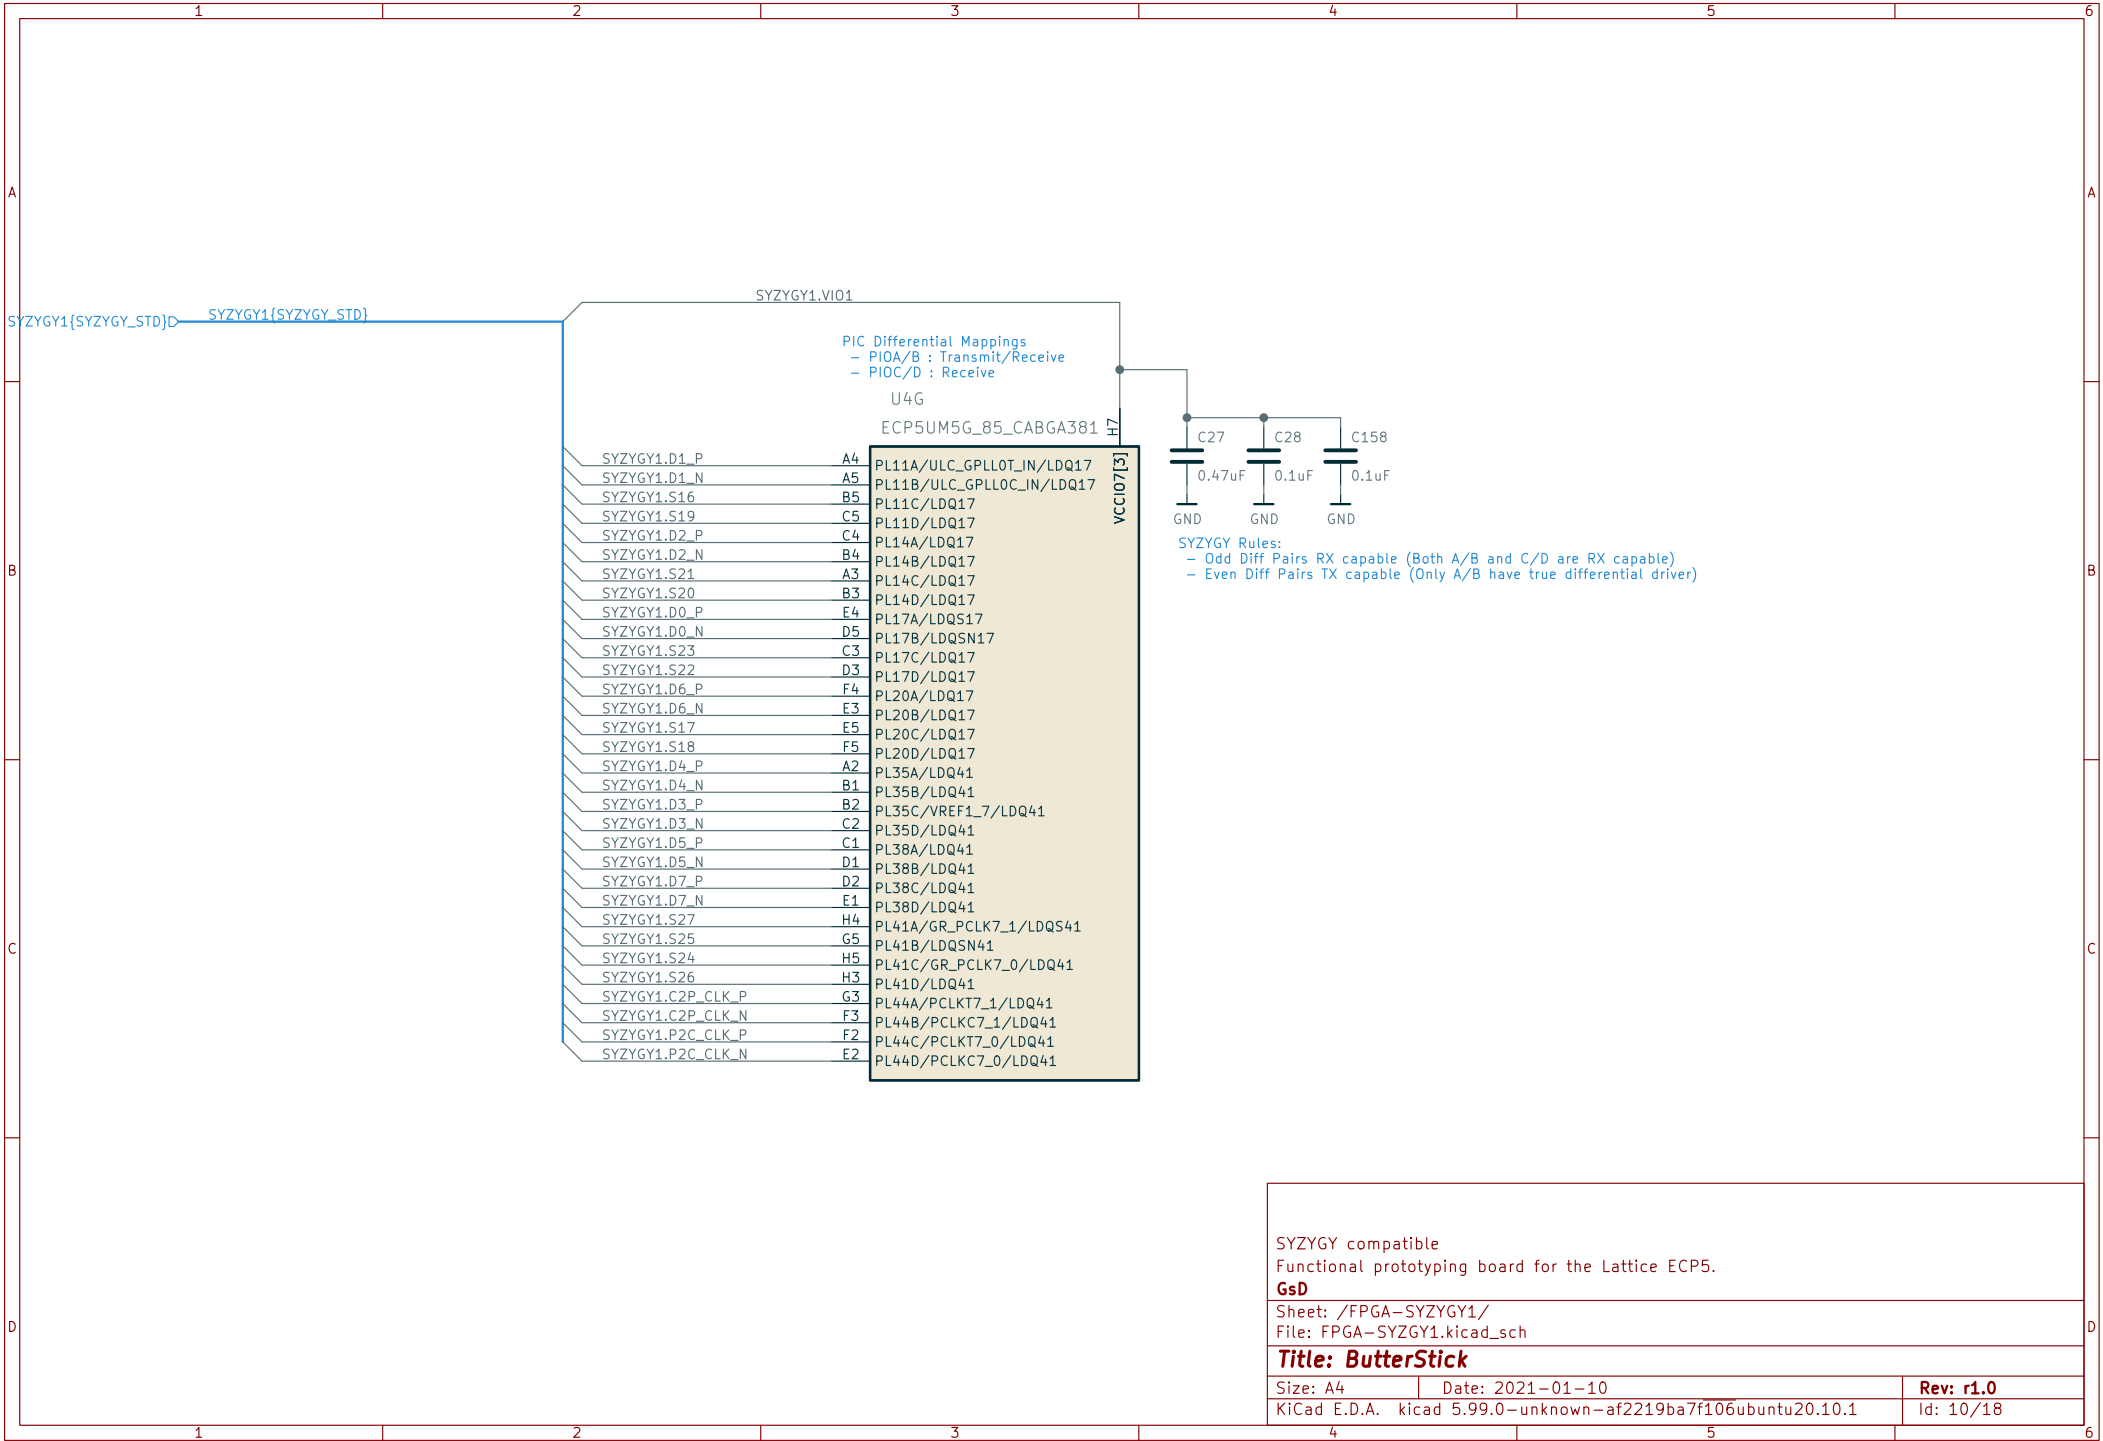 1 2 3 4 5 6
A A
SYZYGY1.VIO1
SYZYGY1{SYZYGY_STD} SYZYGY1{SYZYGY_STD}
PIC Differential Mappings
- PIOA/B : Transmit/Receive
- PIOC/D : Receive
U4G
ECP5UM5G_85_CABGA381
H7
VCCIO7[3]
C27 C28 C158
0.47uF 0.1uF 0.1uF
GND GND GND
SYZYGY Rules:
- Odd Diff Pairs RX capable (Both A/B and C/D are RX capable)
- Even Diff Pairs TX capable (Only A/B have true differential driver)
B B
SYZYGY1.D1_P A4 PL11A/ULC_GPLL0T_IN/LDQ17
SYZYGY1.D1_N A5 PL11B/ULC_GPLL0C_IN/LDQ17
SYZYGY1.S16 B5 PL11C/LDQ17
SYZYGY1.S19 C5 PL11D/LDQ17
SYZYGY1.D2_P C4 PL14A/LDQ17
SYZYGY1.D2_N B4 PL14B/LDQ17
SYZYGY1.S21 A3 PL14C/LDQ17
SYZYGY1.S20 B3 PL14D/LDQ17
SYZYGY1.D0_P E4 PL17A/LDQS17
SYZYGY1.D0_N D5 PL17B/LDQSN17
SYZYGY1.S23 C3 PL17C/LDQ17
SYZYGY1.S22 D3 PL17D/LDQ17
SYZYGY1.D6_P F4 PL20A/LDQ17
SYZYGY1.D6_N E3 PL20B/LDQ17
SYZYGY1.S17 E5 PL20C/LDQ17
SYZYGY1.S18 F5 PL20D/LDQ17
SYZYGY1.D4_P A2 PL35A/LDQ41
SYZYGY1.D4_N B1 PL35B/LDQ41
SYZYGY1.D3_P B2 PL35C/VREF1_7/LDQ41
SYZYGY1.D3_N C2 PL35D/LDQ41
SYZYGY1.D5_P C1 PL38A/LDQ41
SYZYGY1.D5_N D1 PL38B/LDQ41
SYZYGY1.D7_P D2 PL38C/LDQ41
SYZYGY1.D7_N E1 PL38D/LDQ41
SYZYGY1.S27 H4 PL41A/GR_PCLK7_1/LDQS41
SYZYGY1.S25 G5 PL41B/LDQSN41
SYZYGY1.S24 H5 PL41C/GR_PCLK7_0/LDQ41
SYZYGY1.S26 H3 PL41D/LDQ41
SYZYGY1.C2P_CLK_P G3 PL44A/PCLKT7_1/LDQ41
SYZYGY1.C2P_CLK_N F3 PL44B/PCLKC7_1/LDQ41
SYZYGY1.P2C_CLK_P F2 PL44C/PCLKT7_0/LDQ41
SYZYGY1.P2C_CLK_N E2 PL44D/PCLKC7_0/LDQ41
C C
SYZYGY compatible
Functional prototyping board for the Lattice ECP5.
GsD
Sheet: /FPGA-SYZYGY1/
File: FPGA-SYZGY1.kicad_sch
D D
Title: ButterStick
Size: A4 Date: 2021-01-10 Rev: r1.0
KiCad E.D.A. kicad 5.99.0-unknown-af2219ba7f106ubuntu20.10.1 Id: 10/18
1 2 3 4 5 6